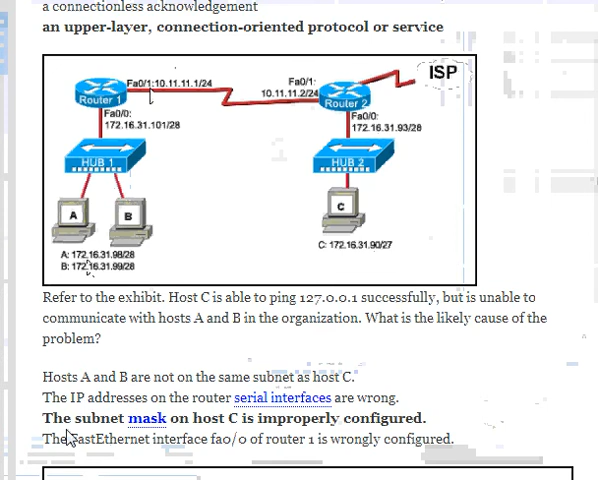 a connectionless acknowledgement
an upper-layer, connection-oriented protocol or service
ISP
Fa0/1:10.11.11.1/24
Fa0/1:
10.11.11.2/24
Router 1
Router 2
Fa0/0:
172.16.31.101/28
Fa0/0:
172.16.31.93/28
HUB 1
HUB 2
A
B
C
A: 172.16.31.98/28
B: 172.16.31.99/28
C: 172.16.31.90/27
Refer to the exhibit. Host C is able to ping 127.0.0.1 successfully, but is unable to
communicate with hosts A and B in the organization. What is the likely cause of the
problem?
Hosts A and B are not on the same subnet as host C.
The IP addresses on the router serial interfaces are wrong.
The subnet mask on host C is improperly configured.
The FastEthernet interface fa0/0 of router 1 is wrongly configured.